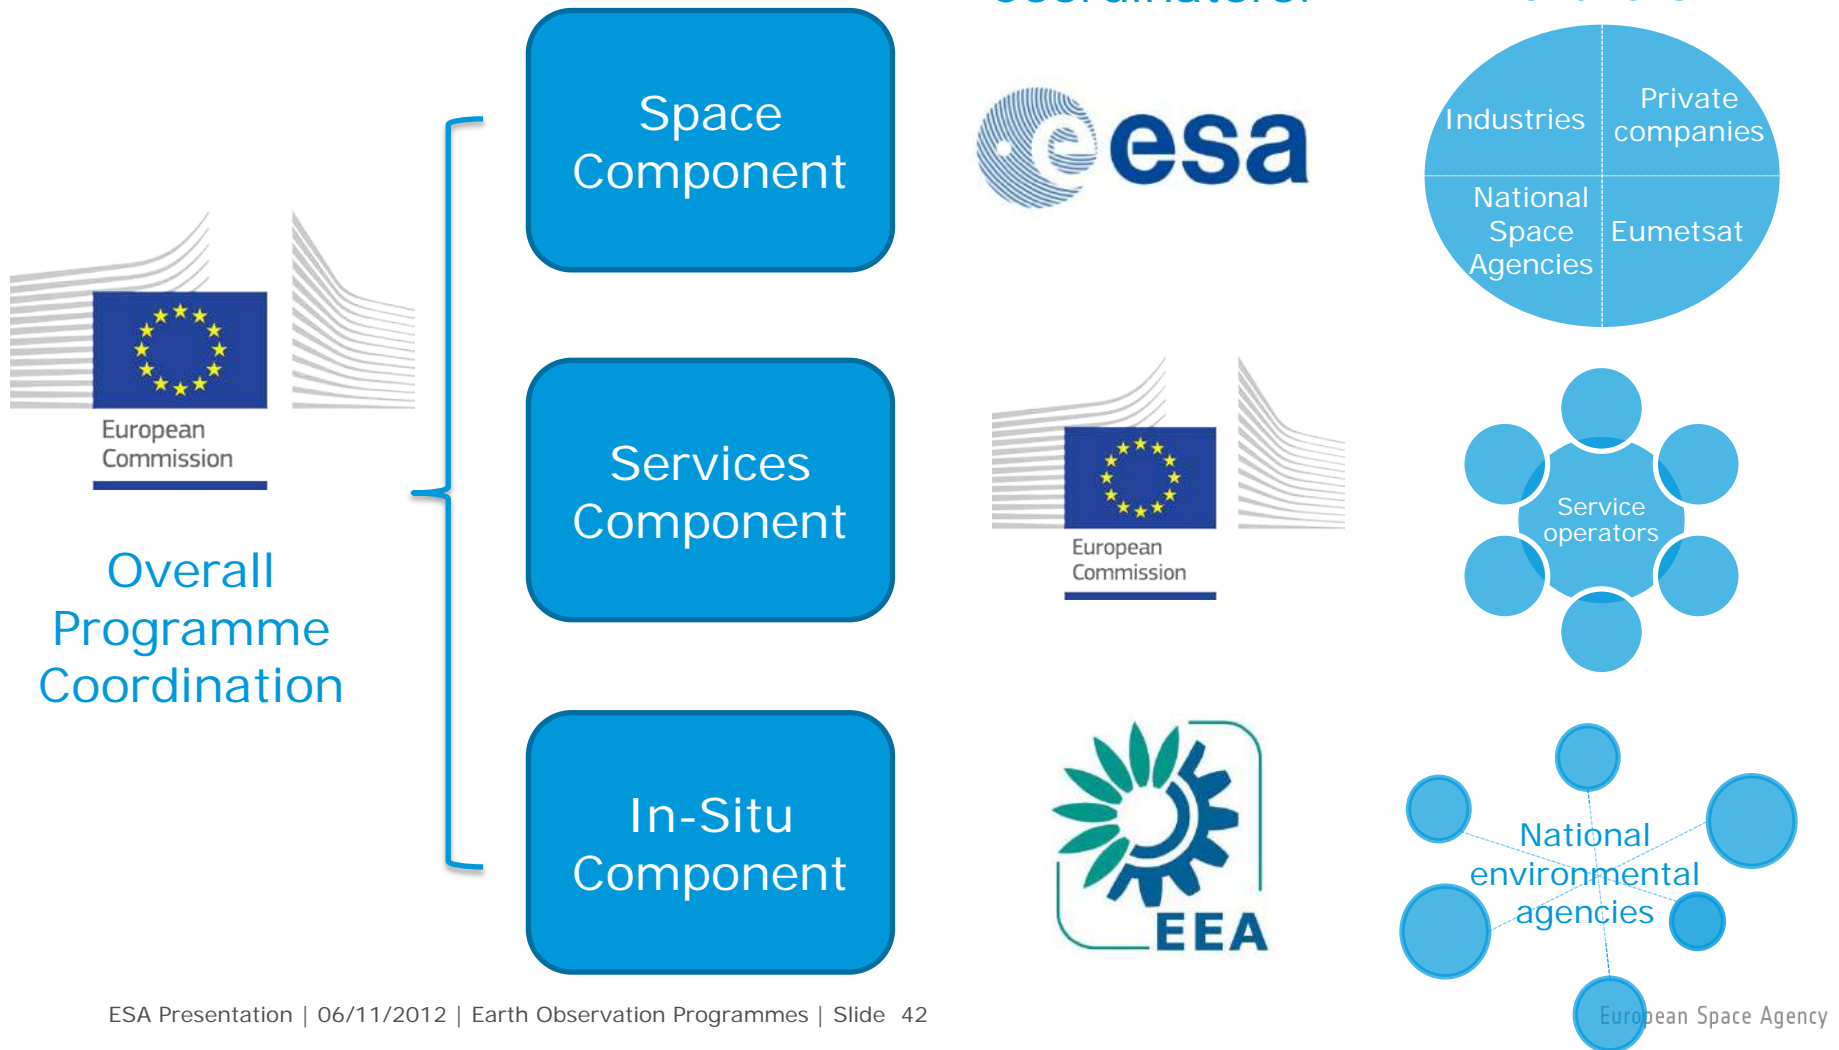 coordinators:
Space
Component
esa
Industries
Private
companies
National
Space
Agencies
Eumetsat
European
Commission
Overall
Programme
Coordination
Services
Component
European
Commission
Service
operators
In-Situ
Component
EEA
National
environmental
agencies
ESA Presentation | 06/11/2012 | Earth Observation Programmes | Slide 42
European Space Agency